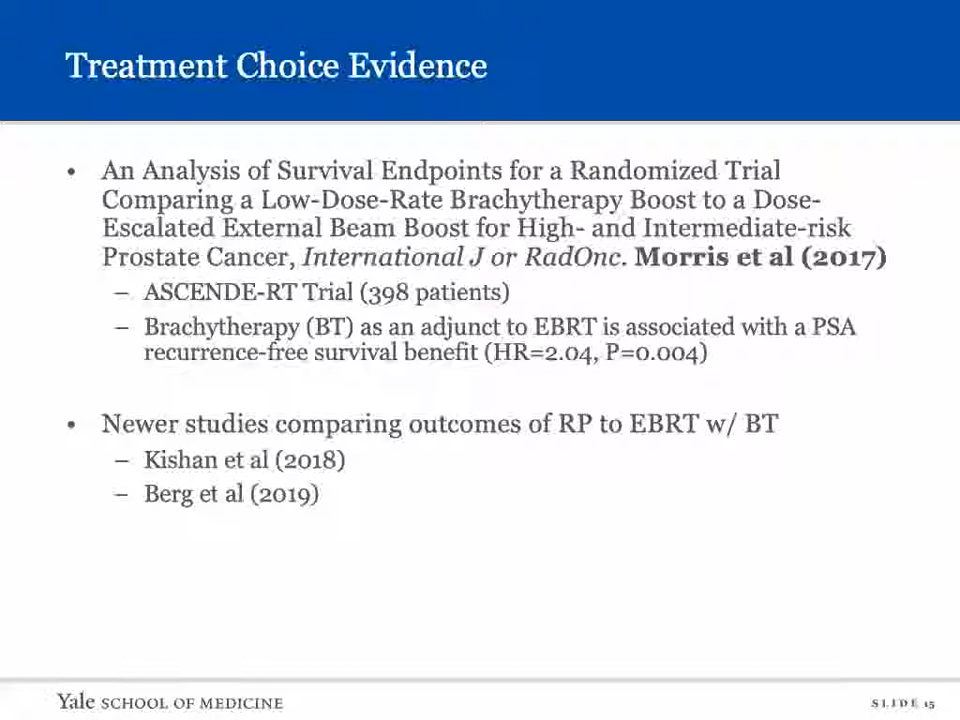 Treatment Choice Evidence
• An Analysis of Survival Endpoints for a Randomized Trial
Comparing a Low-Dose-Rate Brachytherapy Boost to a Dose-
Escalated External Beam Boost for High- and Intermediate-risk
Prostate Cancer, International J or RadOnc. Morris et al (2017)
– ASCENDE-RT Trial (398 patients)
– Brachytherapy (BT) as an adjunct to EBRT is associated with a PSA
recurrence-free survival benefit (HR=2.04, P=0.004)
• Newer studies comparing outcomes of RP to EBRT w/ BT
– Kishan et al (2018)
– Berg et al (2019)
Yale SCHOOL OF MEDICINE
SLIDE 15